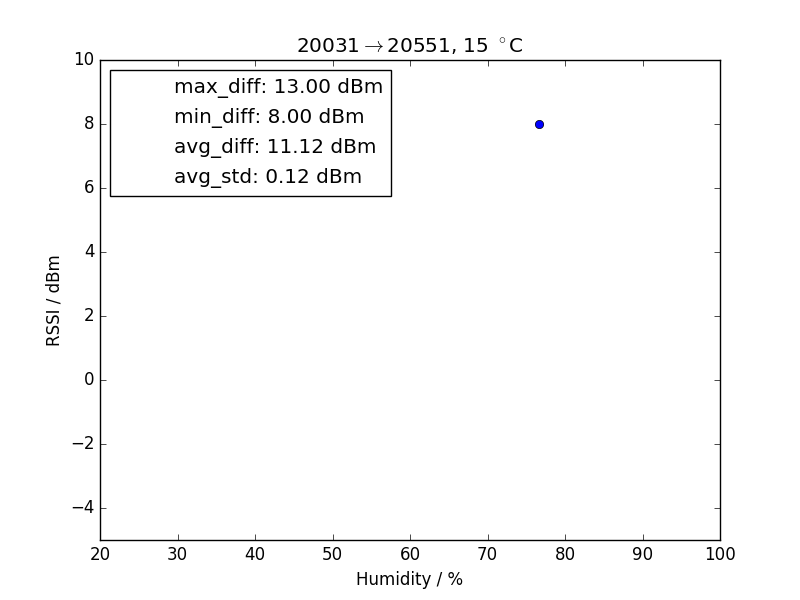 20031→20551, 15 °C
max_diff: 13.00 dBm
min_diff: 8.00 dBm
avg_diff: 11.12 dBm
avg_std: 0.12 dBm
10
8
6
4
2
0
−2
−4
RSSI / dBm
20 30 40 50 60 70 80 90 100
Humidity / %